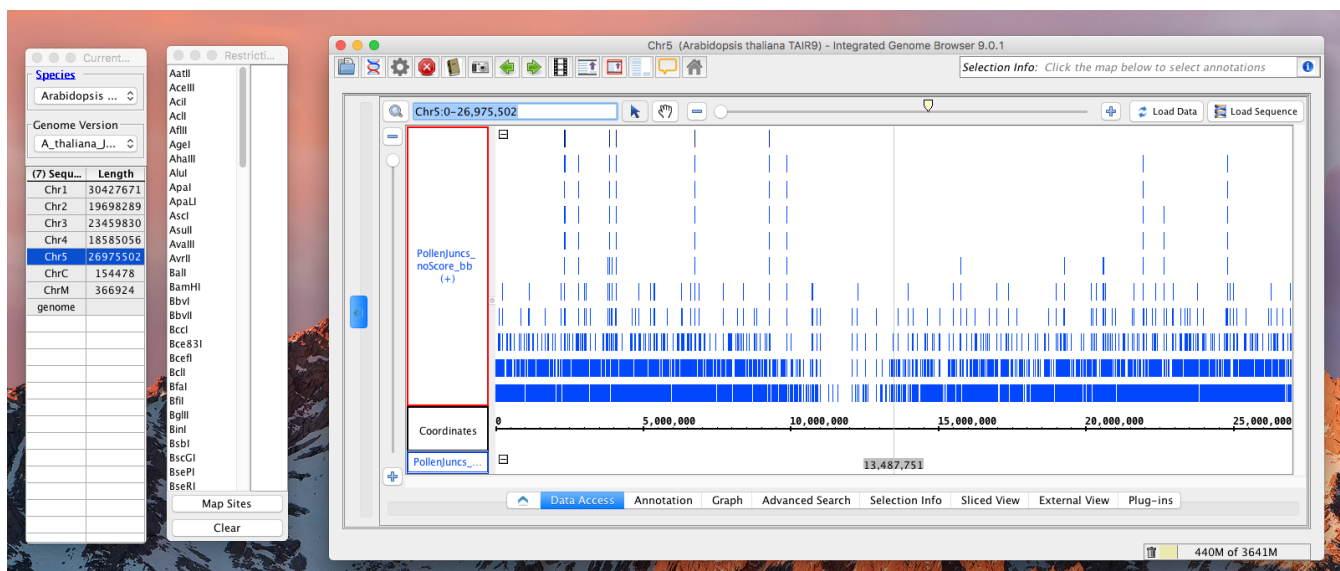 Current...
Species
Arabidopsis ...
Genome Version
A_thaliana_J...
(7) Sequ... Length
Chr1 30427671
Chr2 19698289
Chr3 23459830
Chr4 18585056
Chr5 26975502
ChrC 154478
ChrM 366924
genome
Restricti...
AatII
AceIII
AciI
AclI
AflII
AgeI
AhaIII
AluI
ApaI
ApaLI
AscI
AsuII
AvaIII
AvrII
BalI
BamHI
BbvI
BbvII
BccI
Bce83I
BcefI
BclI
BfaI
BfiI
BglII
BinI
BsbI
BscGI
BsePI
BseRI
Map Sites
Clear
Chr5 (Arabidopsis thaliana TAIR9) - Integrated Genome Browser 9.0.1
Selection Info: Click the map below to select annotations
Chr5:0-26,975,502
Load Data
Load Sequence
PollenJuncs_
noScore_bb
(+)
Coordinates
0 5,000,000 10,000,000 15,000,000 20,000,000 25,000,000
PollenJuncs_...
13,487,751
Data Access Annotation Graph Advanced Search Selection Info Sliced View External View Plug-ins
440M of 3641M